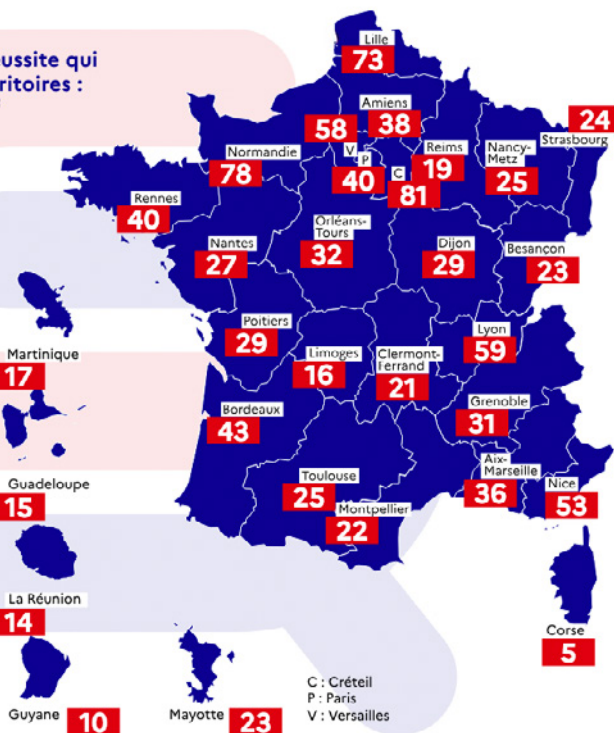 ussite qui
ritoires :
Lille
73
Amiens
38
58
V
P
40
C
81
Reims
19
Nancy-
Metz
25
24
Strasbourg
Normandie
78
Rennes
40
Orléans-
Tours
32
Nantes
27
Dijon
29
Besançon
23
Poitiers
29
Limoges
16
Clermont-
Ferrand
21
Lyon
59
Grenoble
31
Bordeaux
43
Toulouse
25
Montpellier
22
Aix-
Marseille
36
Nice
53
Corse
5
Martinique
17
Guadeloupe
15
La Réunion
14
Guyane 10
Mayotte 23
C : Créteil
P : Paris
V : Versailles